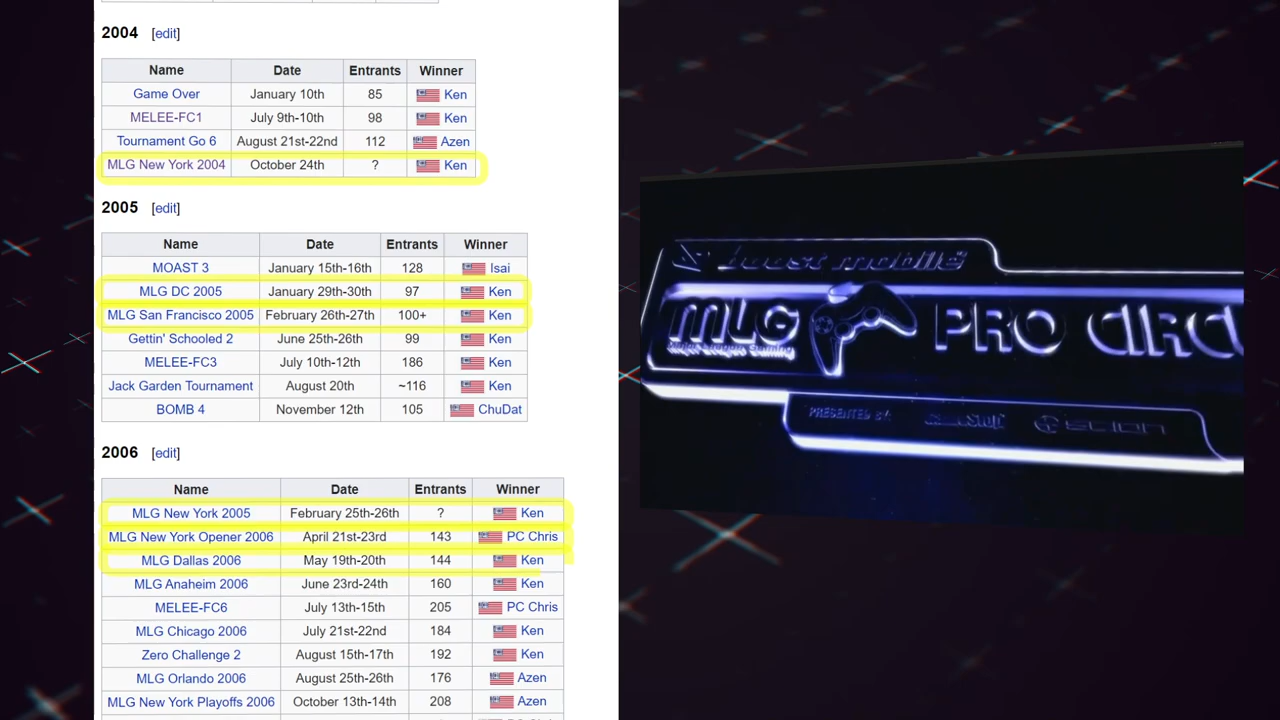 2004 [edit]
Name Date Entrants Winner
Game Over January 10th 85 Ken
MELEE-FC1 July 9th-10th 98 Ken
Tournament Go 6 August 21st-22nd 112 Azen
MLG New York 2004 October 24th ? Ken
2005 [edit]
Name Date Entrants Winner
MOAST 3 January 15th-16th 128 Isai
MLG DC 2005 January 29th-30th 97 Ken
MLG San Francisco 2005 February 26th-27th 100+ Ken
Gettin' Schooled 2 June 25th-26th 99 Ken
MELEE-FC3 July 10th-12th 186 Ken
Jack Garden Tournament August 20th ~116 Ken
BOMB 4 November 12th 105 ChuDat
2006 [edit]
Name Date Entrants Winner
MLG New York 2005 February 25th-26th ? Ken
MLG New York Opener 2006 April 21st-23rd 143 PC Chris
MLG Dallas 2006 May 19th-20th 144 Ken
MLG Anaheim 2006 June 23rd-24th 160 Ken
MELEE-FC6 July 13th-15th 205 PC Chris
MLG Chicago 2006 July 21st-22nd 184 Ken
Zero Challenge 2 August 15th-17th 192 Ken
MLG Orlando 2006 August 25th-26th 176 Azen
MLG New York Playoffs 2006 October 13th-14th 208 Azen
boost mobile
MLG PRO CIRC
Major League Gaming
PRESENTED BY: SCION